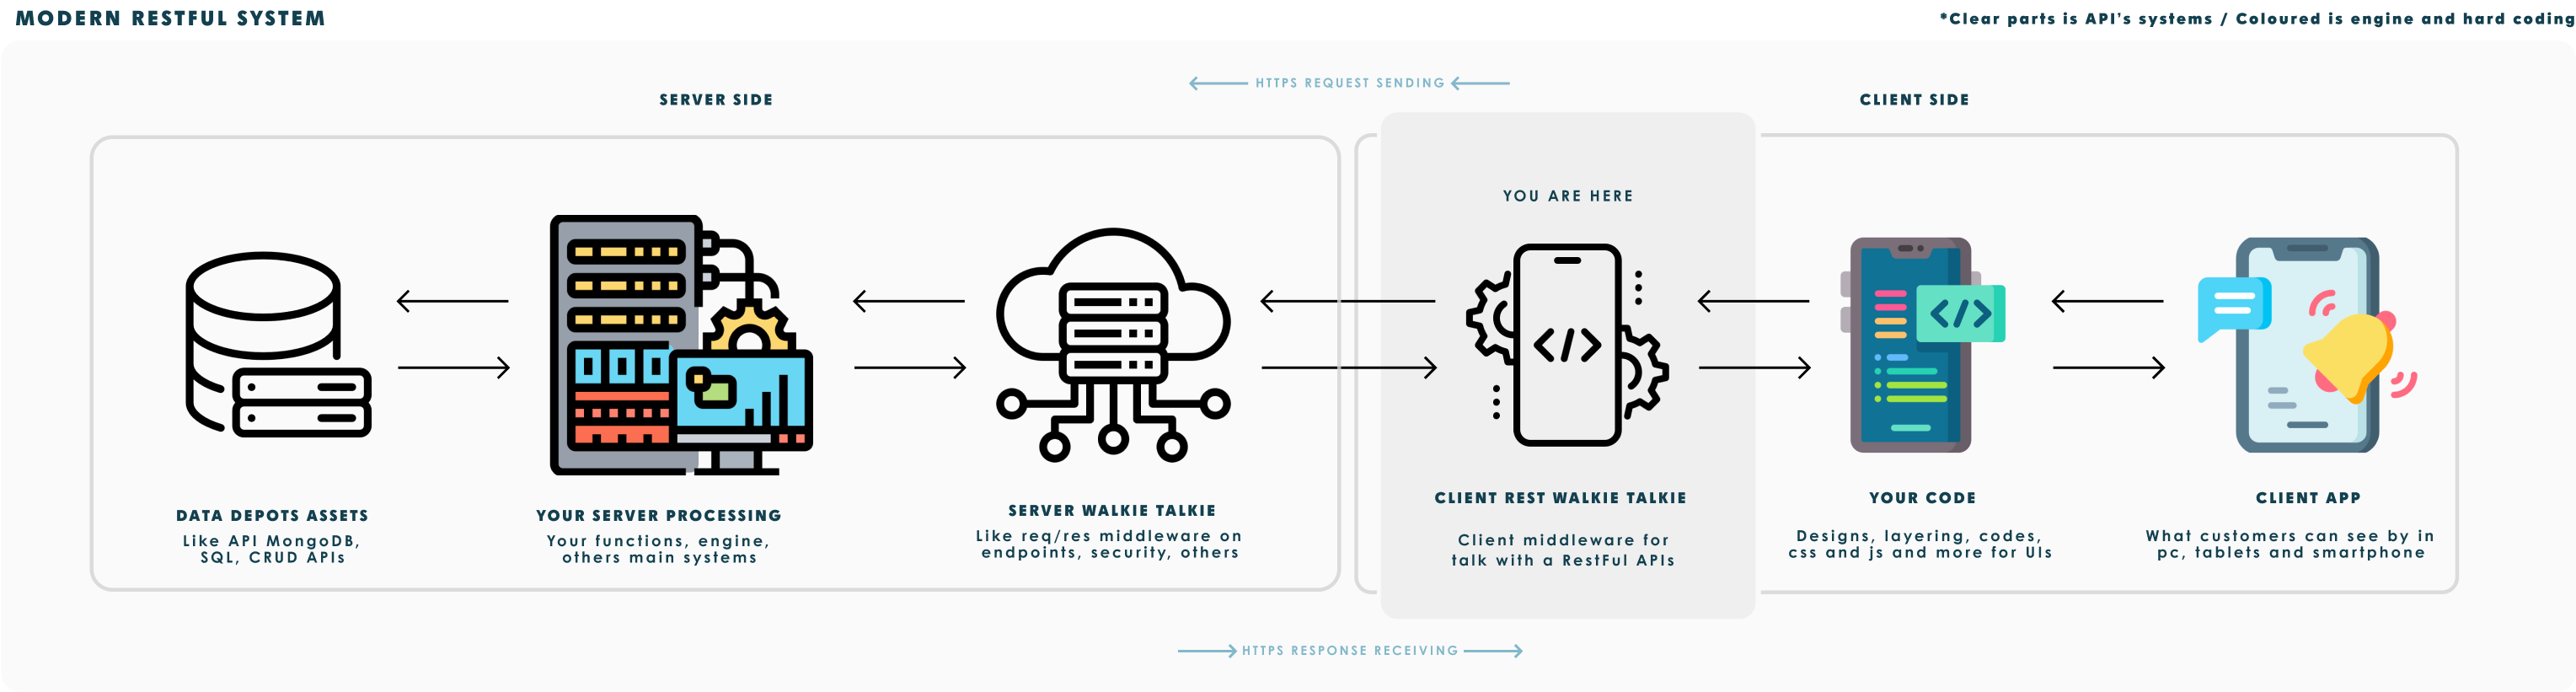 MODERN RESTFUL SYSTEM
*Clear parts is API's systems / Coloured is engine and hard coding
HTTPS REQUEST SENDING
SERVER SIDE
CLIENT SIDE
YOU ARE HERE
</>
</>
DATA DEPOTS ASSETS
Like API MongoDB,
SQL, CRUD APIs
YOUR SERVER PROCESSING
Your functions, engine,
others main systems
SERVER WALKIE TALKIE
Like req/res middleware on
endpoints, security, others
CLIENT REST WALKIE TALKIE
Client middleware for
talk with a RestFul APIs
YOUR CODE
Designs, layering, codes,
css and js and more for UIs
CLIENT APP
What customers can see by in
pc, tablets and smartphone
HTTPS RESPONSE RECEIVING